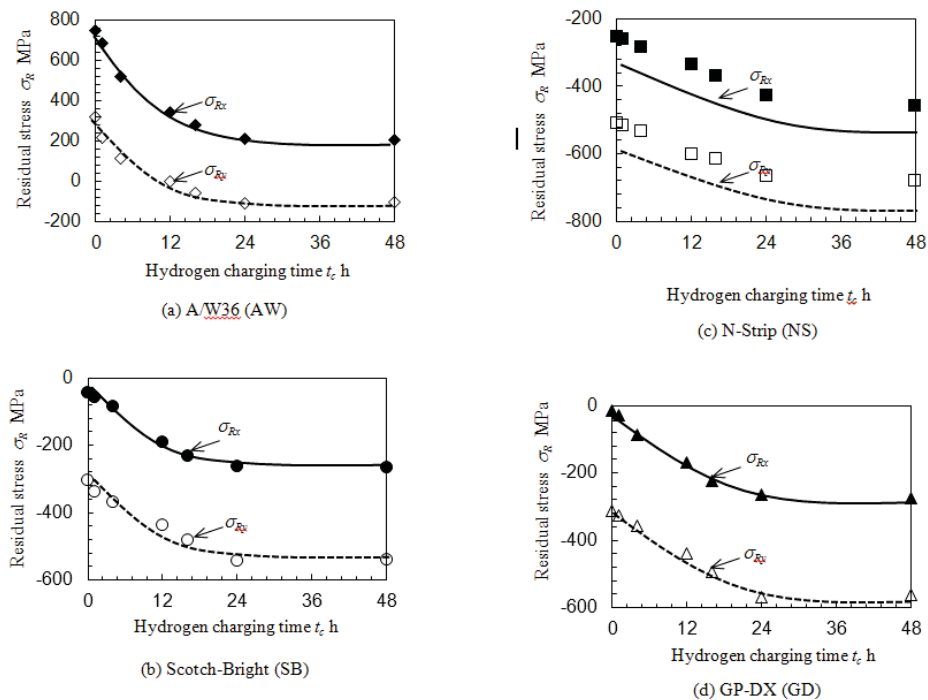 800
600
400
200
0
-200
Residual stress σR MPa
σRx
σRy
0 12 24 36 48
Hydrogen charging time tc h
(a) A/W36 (AW)
-200
-400
-600
-800
Residual stress σR MPa
σRx
σRy
0 12 24 36 48
Hydrogen charging time tc h
(c) N-Strip (NS)
0
-200
-400
-600
Residual stress σR MPa
σRx
σRy
0 12 24 36 48
Hydrogen charging time tc h
(b) Scotch-Bright (SB)
0
-200
-400
-600
Residual stress σR MPa
σRx
σRy
0 12 24 36 48
Hydrogen charging time tc h
(d) GP-DX (GD)